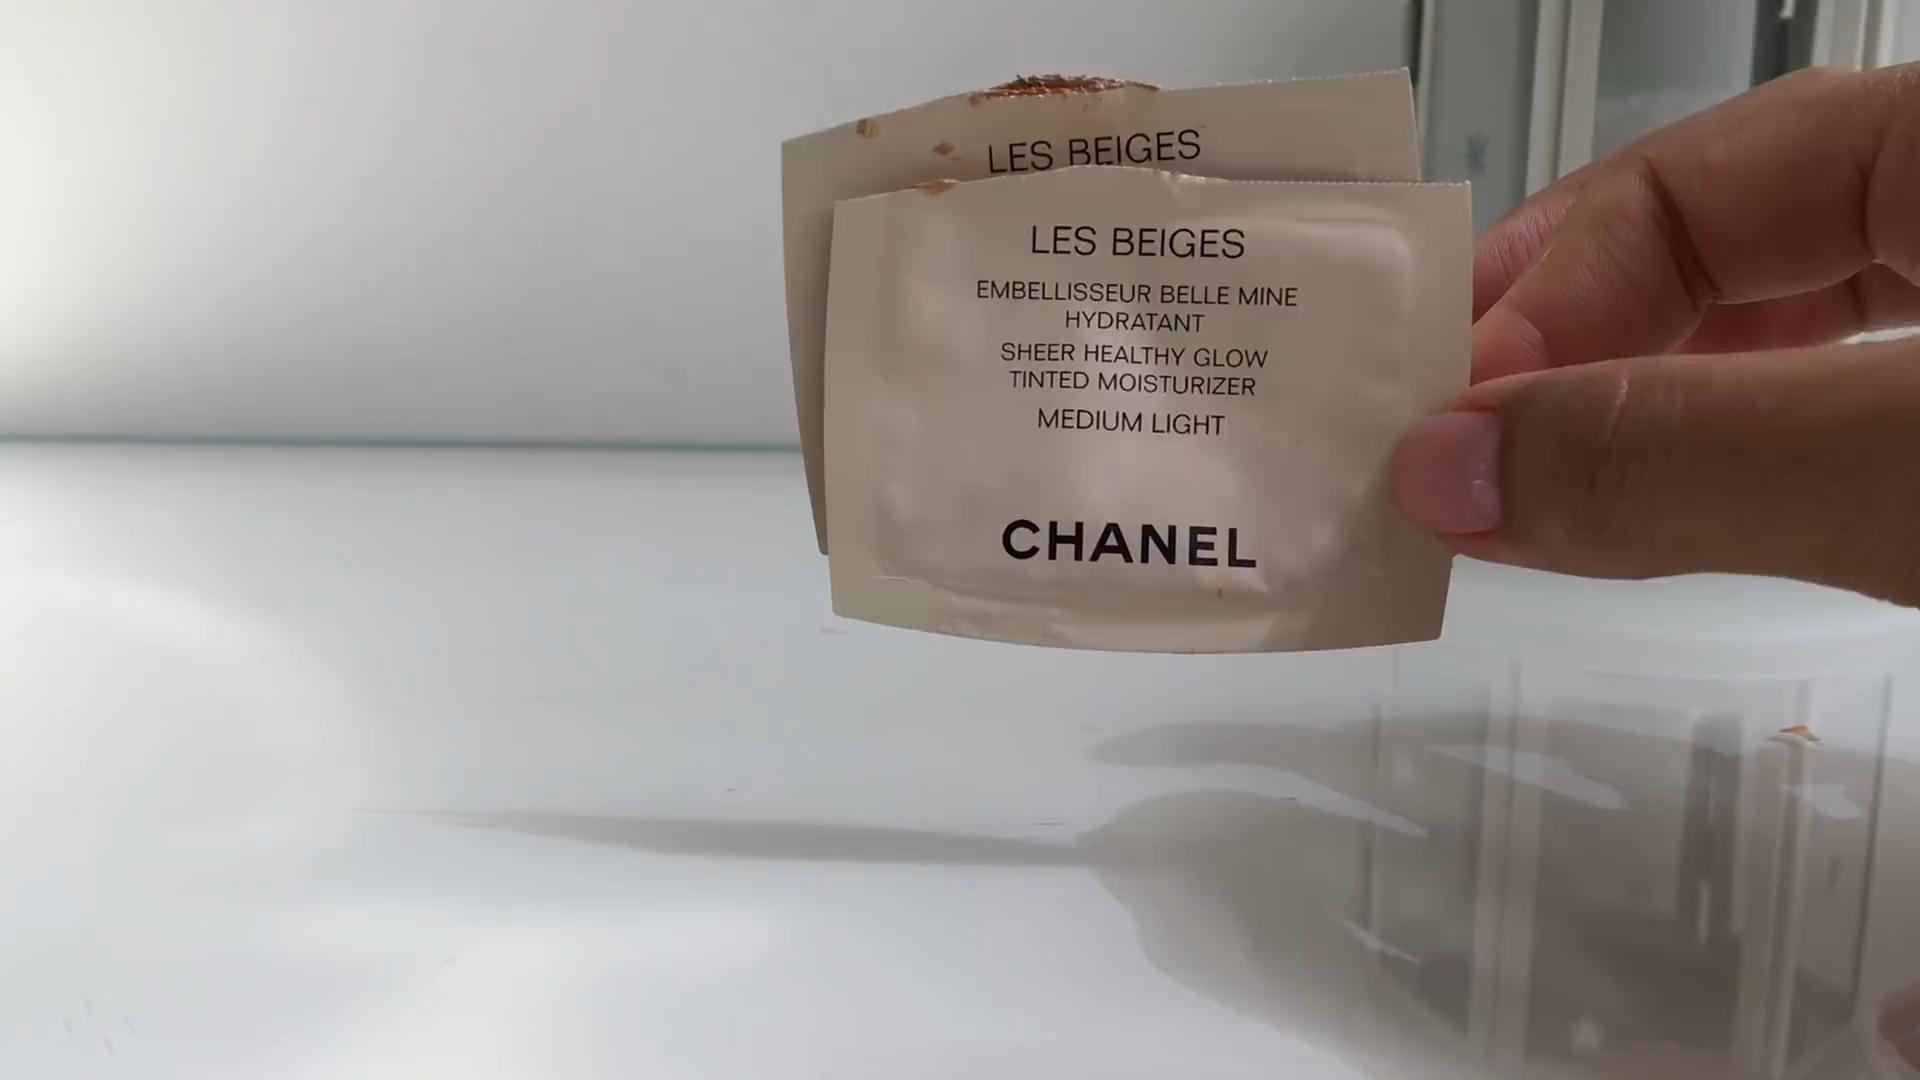 LES BEIGES
LES BEIGES
EMBELLISSEUR BELLE MINE
HYDRATANT
SHEER HEALTHY GLOW
TINTED MOISTURIZER
MEDIUM LIGHT
CHANEL